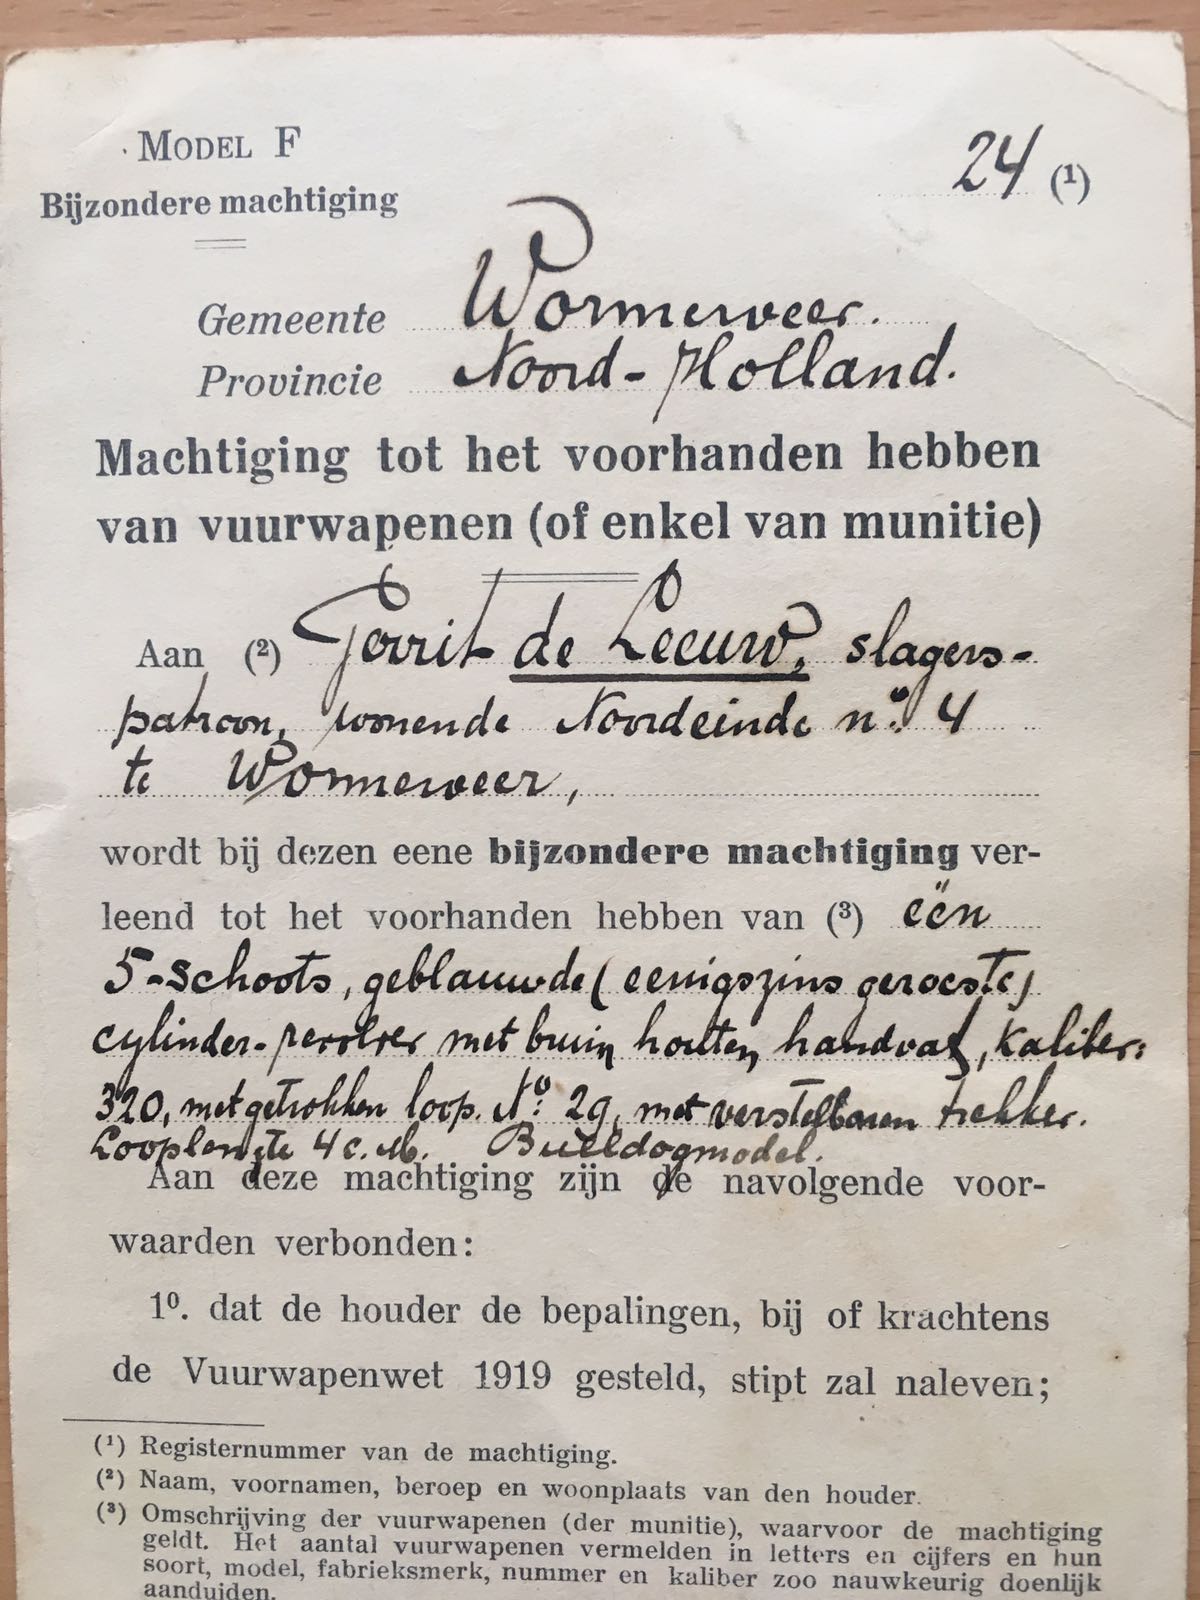 MODEL F
Bijzondere machtiging
24 (¹)
Gemeente Wormerveer.
Provincie Noord-Holland.
Machtiging tot het voorhanden hebben
van vuurwapenen (of enkel van munitie)
Aan (²) Gerrit de Leeuw, slagers-
patroon, wonende Noordeinde nº. 4
te Wormerveer,
wordt bij dezen eene bijzondere machtiging ver-
leend tot het voorhanden hebben van (³) één
5-schoots, geblauwde (eenigszins geroeste)
cylinder-revolver met bruin houten handvat, kaliber:
320, met getrokken loop. Nº: 29, met verstelbaren trekker.
Looplengte 4 c.M. Bulldogmodel.
Aan deze machtiging zijn de navolgende voor-
waarden verbonden:
1⁰. dat de houder de bepalingen, bij of krachtens
de Vuurwapenwet 1919 gesteld, stipt zal naleven;
(¹) Registernummer van de machtiging.
(²) Naam, voornamen, beroep en woonplaats van den houder.
(³) Omschrijving der vuurwapenen (der munitie), waarvoor de machtiging
geldt. Het aantal vuurwapenen vermelden in letters en cijfers en hun
soort, model, fabrieksmerk, nummer en kaliber zoo nauwkeurig doenlijk
aanduiden.